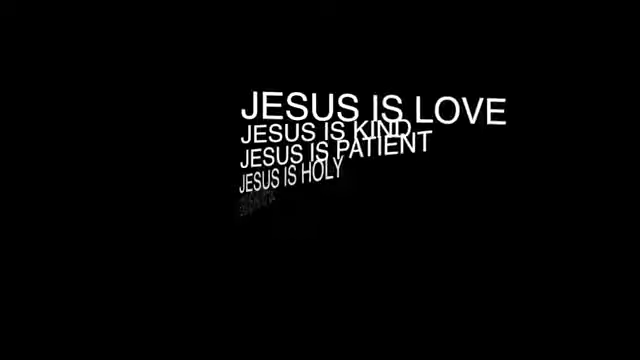 JESUS IS LOVE
JESUS IS KIND
JESUS IS PATIENT
JESUS IS HOLY